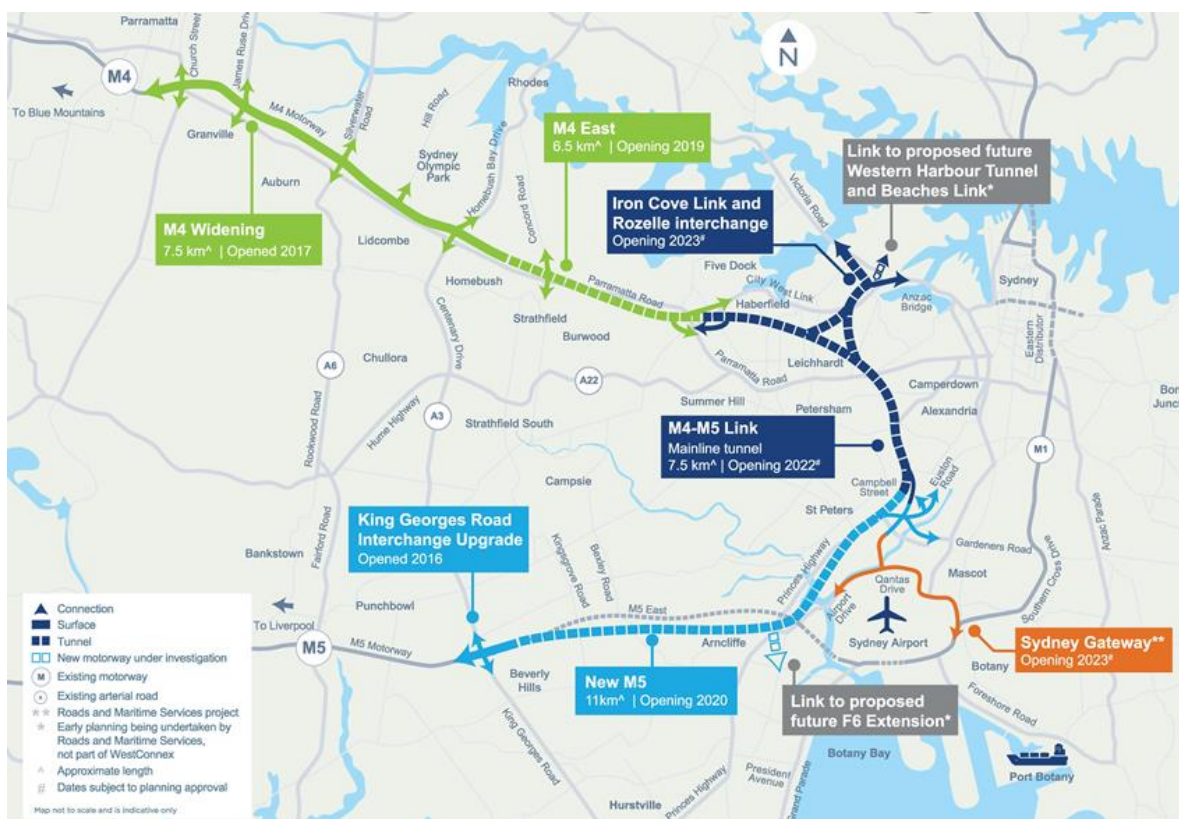 Parramatta
Church Street
James Ruse Drive
M4
To Blue Mountains
Granville
M4 Motorway
Silverwater
Road
Hill Road
Rhodes
Sydney
Olympic
Park
Homebush Bay Drive
Auburn
M4 Widening
7.5 km^ | Opened 2017
Lidcombe
M4 East
6.5 km^ | Opening 2019
Concord Road
Victoria Road
Link to proposed future
Western Harbour Tunnel
and Beaches Link*
Iron Cove Link and
Rozelle interchange
Opening 2023#
Five Dock
City West Link
Haberfield
Anzac
Bridge
Sydney
Eastern
Distributor
Homebush
Parramatta Road
Strathfield
Burwood
Centenary Drive
Chullora
A6
A22
Leichhardt
Parramatta Road
Summer Hill
Petersham
Camperdown
Alexandria
Rookwood Road
Hume Highway
A3
Strathfield South
M4-M5 Link
Mainline tunnel
7.5 km^ | Opening 2022#
M1
Campsie
Campbell
Street
Euston
Road
St Peters
Anzac Parade
King Georges Road
Interchange Upgrade
Opened 2016
Bankstown
Fairford Road
Kingsgrove Road
Bexley Road
Princes Highway
Gardeners Road
Mascot
Qantas
Drive
Airport
Drive
Southern Cross Drive
Punchbowl
M5 East
Arncliffe
Sydney Airport
To Liverpool
M5
M5 Motorway
Beverly
Hills
New M5
11km^ | Opening 2020
Link to proposed
future F6 Extension*
Sydney Gateway**
Opening 2023#
Botany
Foreshore Road
King Georges Road
Botany Bay
Port Botany
President
Avenue
Grand Parade
Princes Highway
Hurstville
Connection
Surface
Tunnel
New motorway under investigation
M Existing motorway
Existing arterial road
** Roads and Maritime Services project
* Early planning being undertaken by
Roads and Maritime Services,
not part of WestConnex
^ Approximate length
# Dates subject to planning approval
Map not to scale and is indicative only
N